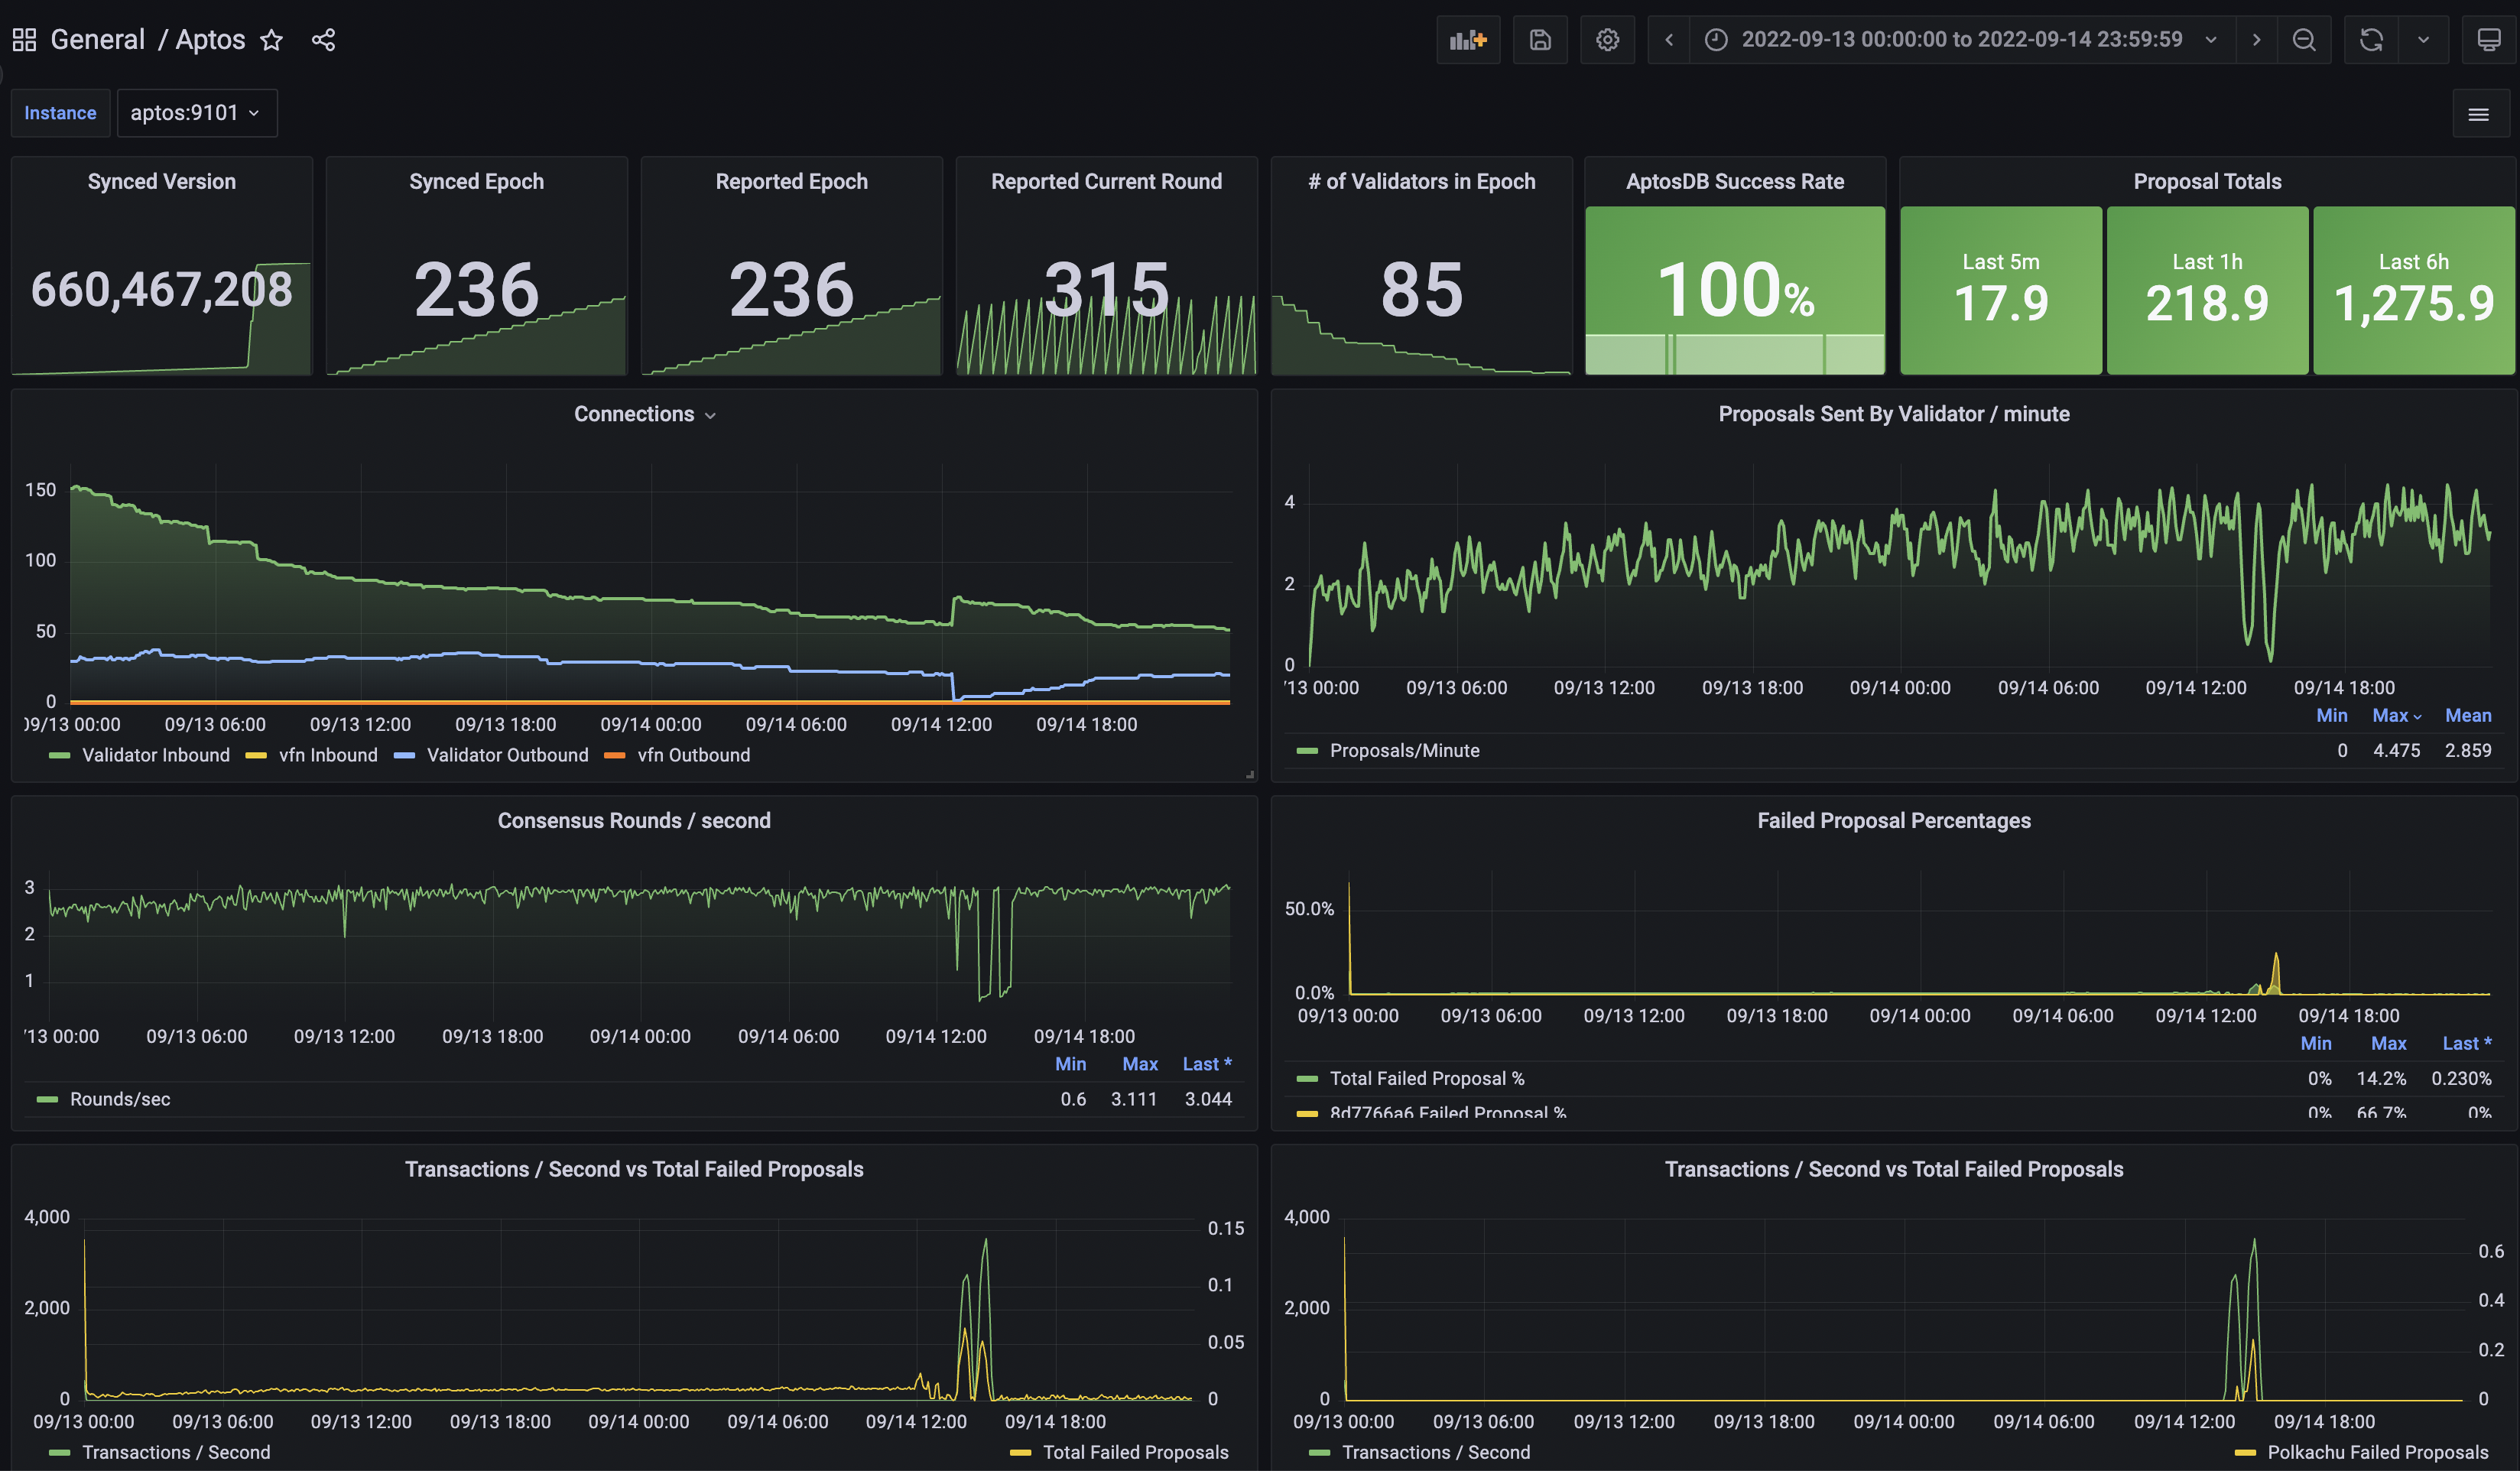 General / Aptos
2022-09-13 00:00:00 to 2022-09-14 23:59:59
Instance aptos:9101
Synced Version
660,467,208
Synced Epoch
236
Reported Epoch
236
Reported Current Round
315
# of Validators in Epoch
85
AptosDB Success Rate
100%
Proposal Totals
Last 5m
17.9
Last 1h
218.9
Last 6h
1,275.9
Connections
150
100
50
0
09/13 00:00 09/13 06:00 09/13 12:00 09/13 18:00 09/14 00:00 09/14 06:00 09/14 12:00 09/14 18:00
Validator Inbound vfn Inbound Validator Outbound vfn Outbound
Proposals Sent By Validator / minute
4
2
0
'13 00:00 09/13 06:00 09/13 12:00 09/13 18:00 09/14 00:00 09/14 06:00 09/14 12:00 09/14 18:00
Min Max Mean
Proposals/Minute 0 4.475 2.859
Consensus Rounds / second
3
2
1
'13 00:00 09/13 06:00 09/13 12:00 09/13 18:00 09/14 00:00 09/14 06:00 09/14 12:00 09/14 18:00
Min Max Last *
Rounds/sec 0.6 3.111 3.044
Failed Proposal Percentages
50.0%
0.0%
09/13 00:00 09/13 06:00 09/13 12:00 09/13 18:00 09/14 00:00 09/14 06:00 09/14 12:00 09/14 18:00
Min Max Last *
Total Failed Proposal % 0% 14.2% 0.230%
8d7766a6 Failed Proposal % 0% 66.7% 0%
Transactions / Second vs Total Failed Proposals
4,000
2,000
0
0.15
0.1
0.05
0
09/13 00:00 09/13 06:00 09/13 12:00 09/13 18:00 09/14 00:00 09/14 06:00 09/14 12:00 09/14 18:00
Transactions / Second Total Failed Proposals
Transactions / Second vs Total Failed Proposals
4,000
2,000
0
0.6
0.4
0.2
0
09/13 00:00 09/13 06:00 09/13 12:00 09/13 18:00 09/14 00:00 09/14 06:00 09/14 12:00 09/14 18:00
Transactions / Second Polkachu Failed Proposals